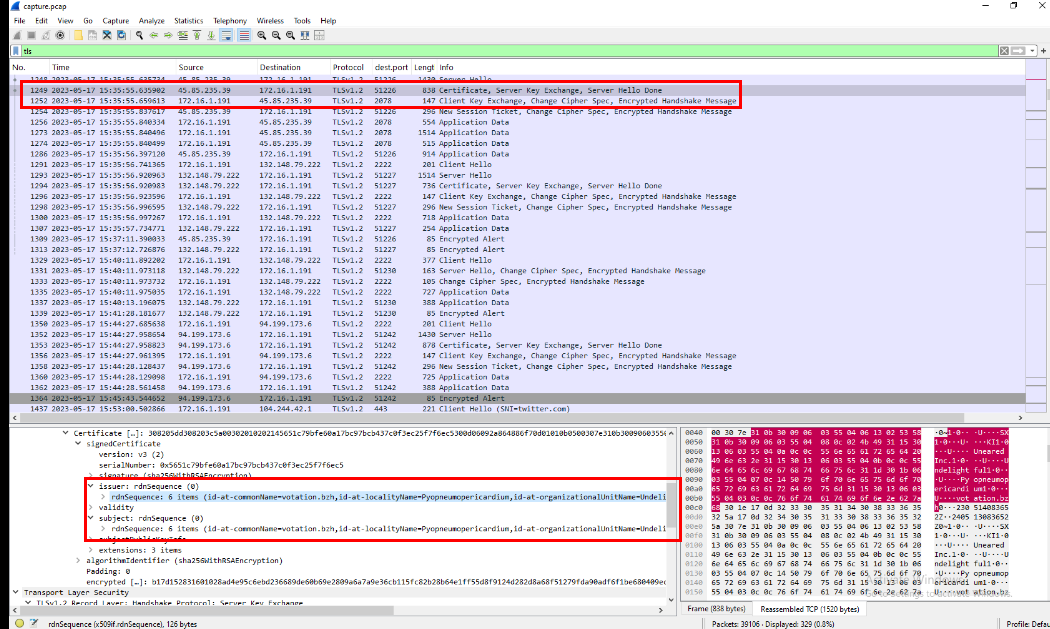 capture.pcap
File Edit View Go Capture Analyze Statistics Telephony Wireless Tools Help
tls
No. Time Source Destination Protocol dest.port Lengt Info
1248 2023-05-17 15:35:55.635734 45.85.235.39 172.16.1.191 TLSv1.2 51226 1430 Server Hello
1249 2023-05-17 15:35:55.635902 45.85.235.39 172.16.1.191 TLSv1.2 51226 838 Certificate, Server Key Exchange, Server Hello Done
1252 2023-05-17 15:35:55.659613 172.16.1.191 45.85.235.39 TLSv1.2 2078 147 Client Key Exchange, Change Cipher Spec, Encrypted Handshake Message
1254 2023-05-17 15:35:55.837617 45.85.235.39 172.16.1.191 TLSv1.2 51226 296 New Session Ticket, Change Cipher Spec, Encrypted Handshake Message
1256 2023-05-17 15:35:55.840334 172.16.1.191 45.85.235.39 TLSv1.2 2078 554 Application Data
1273 2023-05-17 15:35:55.840496 172.16.1.191 45.85.235.39 TLSv1.2 2078 1514 Application Data
1274 2023-05-17 15:35:55.840499 172.16.1.191 45.85.235.39 TLSv1.2 2078 515 Application Data
1286 2023-05-17 15:35:56.397120 45.85.235.39 172.16.1.191 TLSv1.2 51226 914 Application Data
1291 2023-05-17 15:35:56.741365 172.16.1.191 132.148.79.222 TLSv1.2 2222 201 Client Hello
1293 2023-05-17 15:35:56.920963 132.148.79.222 172.16.1.191 TLSv1.2 51227 1514 Server Hello
1294 2023-05-17 15:35:56.920983 132.148.79.222 172.16.1.191 TLSv1.2 51227 736 Certificate, Server Key Exchange, Server Hello Done
1296 2023-05-17 15:35:56.923596 172.16.1.191 132.148.79.222 TLSv1.2 2222 147 Client Key Exchange, Change Cipher Spec, Encrypted Handshake Message
1298 2023-05-17 15:35:56.996595 132.148.79.222 172.16.1.191 TLSv1.2 51227 296 New Session Ticket, Change Cipher Spec, Encrypted Handshake Message
1300 2023-05-17 15:35:56.997267 172.16.1.191 132.148.79.222 TLSv1.2 2222 718 Application Data
1307 2023-05-17 15:35:57.734771 132.148.79.222 172.16.1.191 TLSv1.2 51227 254 Application Data
1309 2023-05-17 15:37:11.390033 45.85.235.39 172.16.1.191 TLSv1.2 51226 85 Encrypted Alert
1313 2023-05-17 15:37:12.726876 132.148.79.222 172.16.1.191 TLSv1.2 51227 85 Encrypted Alert
1329 2023-05-17 15:40:11.892202 172.16.1.191 132.148.79.222 TLSv1.2 2222 377 Client Hello
1331 2023-05-17 15:40:11.973118 132.148.79.222 172.16.1.191 TLSv1.2 51230 163 Server Hello, Change Cipher Spec, Encrypted Handshake Message
1333 2023-05-17 15:40:11.973732 172.16.1.191 132.148.79.222 TLSv1.2 2222 105 Change Cipher Spec, Encrypted Handshake Message
1335 2023-05-17 15:40:11.975035 172.16.1.191 132.148.79.222 TLSv1.2 2222 727 Application Data
1337 2023-05-17 15:40:13.196075 132.148.79.222 172.16.1.191 TLSv1.2 51230 388 Application Data
1339 2023-05-17 15:41:28.181677 132.148.79.222 172.16.1.191 TLSv1.2 51230 85 Encrypted Alert
1350 2023-05-17 15:44:27.685638 172.16.1.191 94.199.173.6 TLSv1.2 2222 201 Client Hello
1352 2023-05-17 15:44:27.958654 94.199.173.6 172.16.1.191 TLSv1.2 51242 1430 Server Hello
1353 2023-05-17 15:44:27.958823 94.199.173.6 172.16.1.191 TLSv1.2 51242 878 Certificate, Server Key Exchange, Server Hello Done
1356 2023-05-17 15:44:27.961395 172.16.1.191 94.199.173.6 TLSv1.2 2222 147 Client Key Exchange, Change Cipher Spec, Encrypted Handshake Message
1358 2023-05-17 15:44:28.128437 94.199.173.6 172.16.1.191 TLSv1.2 51242 296 New Session Ticket, Change Cipher Spec, Encrypted Handshake Message
1360 2023-05-17 15:44:28.129098 172.16.1.191 94.199.173.6 TLSv1.2 2222 725 Application Data
1362 2023-05-17 15:44:28.561458 94.199.173.6 172.16.1.191 TLSv1.2 51242 388 Application Data
1364 2023-05-17 15:45:43.544652 94.199.173.6 172.16.1.191 TLSv1.2 51242 85 Encrypted Alert
1437 2023-05-17 15:53:00.502866 172.16.1.191 104.244.42.1 TLSv1.2 443 221 Client Hello (SNI=twitter.com)
Certificate […]: 308205dd308203c5a00302010202145651c79bfe60a17bc97bcb437c0f3ec25f7f6ec5300d06092a864886f70d01010b0500307e310b300906035504
signedCertificate
version: v3 (2)
serialNumber: 0x5651c79bfe60a17bc97bcb437c0f3ec25f7f6ec5
signature (sha256WithRSAEncryption)
issuer: rdnSequence (0)
rdnSequence: 6 items (id-at-commonName=votation.bzh,id-at-localityName=Pyopneumopericardium,id-at-organizationalUnitName=Undeli
validity
subject: rdnSequence (0)
rdnSequence: 6 items (id-at-commonName=votation.bzh,id-at-localityName=Pyopneumopericardium,id-at-organizationalUnitName=Undeli
subjectPublicKeyInfo
extensions: 3 items
algorithmIdentifier (sha256WithRSAEncryption)
Padding: 0
encrypted […]: b17d152831601028ad4e95c6ebd236689de60b69e2809a6a7a9e36cb115fc82b28b64e1ff55d8f9124d282d8a68f51279fda90adf6f1be680409ec
Transport Layer Security
TLSv1.2 Record Layer: Handshake Protocol: Server Key Exchange
0040 00 30 7e 31 0b 30 09 06 03 55 04 06 13 02 53 58 ·0~1·0·· ·U····SX
0050 31 0b 30 09 06 03 55 04 08 0c 02 4b 49 31 15 30 1·0···U· ···KI1·0
0060 13 06 03 55 04 0a 0c 0c 55 6e 65 61 72 65 64 20 ···U···· Uneared
0070 49 6e 63 2e 31 15 30 13 06 03 55 04 0b 0c 0c 55 Inc.1·0· ··U····U
0080 6e 64 65 6c 69 67 68 74 66 75 6c 31 1d 30 1b 06 ndelight ful1·0··
0090 03 55 04 07 0c 14 50 79 6f 70 6e 65 75 6d 6f 70 ·U····Py opneumop
00a0 65 72 69 63 61 72 64 69 75 6d 31 15 30 13 06 03 ericardi um1·0···
00b0 55 04 03 0c 0c 76 6f 74 61 74 69 6f 6e 2e 62 7a U····vot ation.bz
00c0 68 30 1e 17 0d 32 33 30 35 31 34 30 38 33 36 35 h0···230 51408365
00d0 32 5a 17 0d 32 34 30 35 31 33 30 38 33 36 35 32 2Z··2405 13083652
00e0 5a 30 7e 31 0b 30 09 06 03 55 04 06 13 02 53 58 Z0~1·0·· ·U····SX
00f0 31 0b 30 09 06 03 55 04 08 0c 02 4b 49 31 15 30 1·0···U· ···KI1·0
0100 13 06 03 55 04 0a 0c 0c 55 6e 65 61 72 65 64 20 ···U···· Uneared
0110 49 6e 63 2e 31 15 30 13 06 03 55 04 0b 0c 0c 55 Inc.1·0· ··U····U
0120 6e 64 65 6c 69 67 68 74 66 75 6c 31 1d 30 1b 06 ndelight ful1·0··
0130 03 55 04 07 0c 14 50 79 6f 70 6e 65 75 6d 6f 70 ·U····Py opneumop
0140 65 72 69 63 61 72 64 69 75 6d 31 15 30 13 06 03 ericardi um1·0···
0150 55 04 03 0c 0c 76 6f 74 61 74 69 6f 6e 2e 62 7a U····vot ation.bz
Frame (838 bytes) Reassembled TCP (1520 bytes)
rdnSequence (x509if.rdnSequence), 126 bytes
Packets: 39106 · Displayed: 329 (0.8%)
Profile: Defau